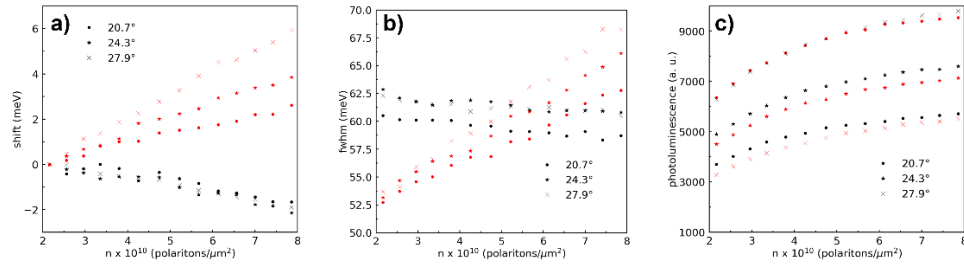 a)
20.7°
24.3°
27.9°
shift (meV)
6
4
2
0
−2
2 3 4 5 6 7 8
n x 10¹⁰ (polaritons/μm²)
b)
20.7°
24.3°
27.9°
fwhm (meV)
70.0
67.5
65.0
62.5
60.0
57.5
55.0
52.5
50.0
2 3 4 5 6 7 8
n x 10¹⁰ (polaritons/μm²)
c)
20.7°
24.3°
27.9°
photoluminescence (a. u.)
9000
7000
5000
3000
1000
2 3 4 5 6 7 8
n x 10¹⁰ (polaritons/μm²)